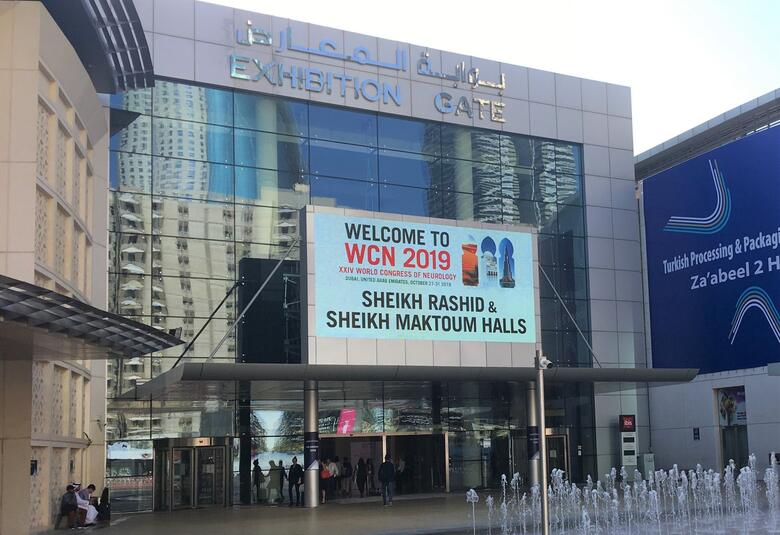 بوابة المعارض
EXHIBITION GATE
WELCOME TO
WCN 2019
XXIV WORLD CONGRESS OF NEUROLOGY
DUBAI, UNITED ARAB EMIRATES, OCTOBER 27-31 2019
SHEIKH RASHID &
SHEIKH MAKTOUM HALLS
Turkish Processing & Packagi
Za'abeel 2 H
ibis